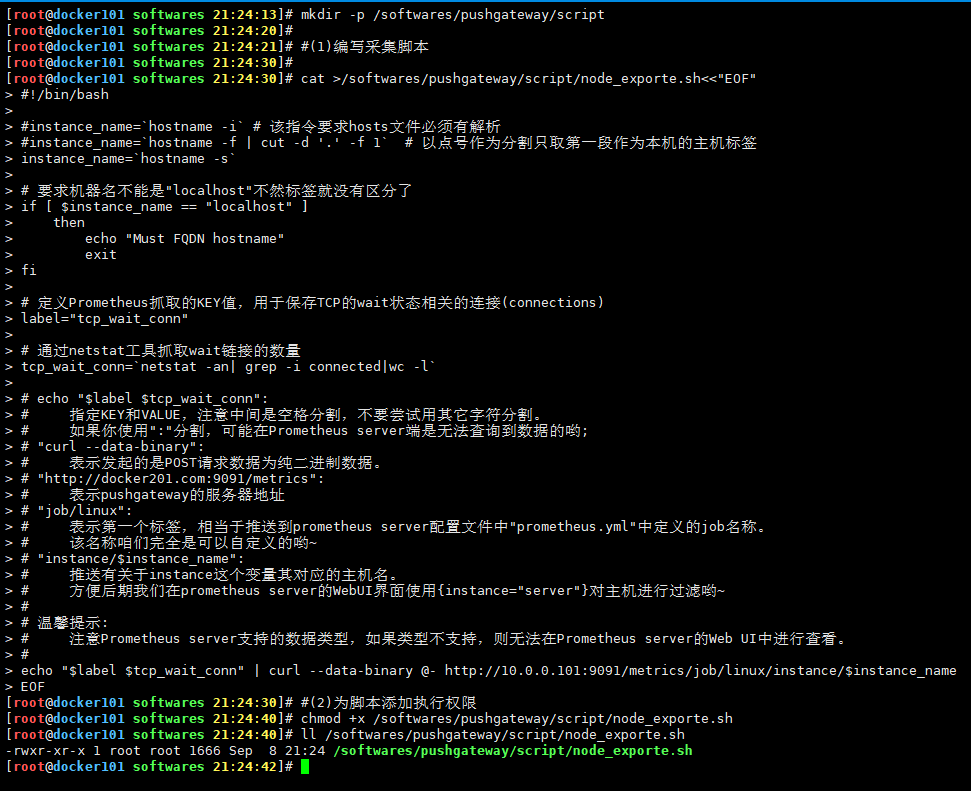 [root@docker101 softwares 21:24:13]# mkdir -p /softwares/pushgateway/script
[root@docker101 softwares 21:24:20]#
[root@docker101 softwares 21:24:21]# #(1)编写采集脚本
[root@docker101 softwares 21:24:30]#
[root@docker101 softwares 21:24:30]# cat >/softwares/pushgateway/script/node_exporte.sh<<"EOF"
> #!/bin/bash
>
> #instance_name=`hostname -i` # 该指令要求hosts文件必须有解析
> #instance_name=`hostname -f | cut -d '.' -f 1`  # 以点号作为分割只取第一段作为本机的主机标签
> instance_name=`hostname -s`
>
> # 要求机器名不能是"localhost"不然标签就没有区分了
> if [ $instance_name == "localhost" ]
>     then
>         echo "Must FQDN hostname"
>         exit
> fi
>
> # 定义Prometheus抓取的KEY值，用于保存TCP的wait状态相关的连接(connections)
> label="tcp_wait_conn"
>
> # 通过netstat工具抓取wait链接的数量
> tcp_wait_conn=`netstat -an| grep -i connected|wc -l`
>
> # echo "$label $tcp_wait_conn":
> #     指定KEY和VALUE，注意中间是空格分割，不要尝试用其它字符分割。
> #     如果你使用":"分割，可能在Prometheus server端是无法查询到数据的哟;
> # "curl --data-binary":
> #     表示发起的是POST请求数据为纯二进制数据。
> # "http://docker201.com:9091/metrics":
> #     表示pushgateway的服务器地址
> # "job/linux":
> #     表示第一个标签，相当于推送到prometheus server配置文件中"prometheus.yml"中定义的job名称。
> #     该名称咱们完全是可以自定义的哟~
> # "instance/$instance_name":
> #     推送有关于instance这个变量其对应的主机名。
> #     方便后期我们在prometheus server的WebUI界面使用{instance="server"}对主机进行过滤哟~
> #
> # 温馨提示:
> #     注意Prometheus server支持的数据类型，如果类型不支持，则无法在Prometheus server的Web UI中进行查看。
> #
> echo "$label $tcp_wait_conn" | curl --data-binary @- http://10.0.0.101:9091/metrics/job/linux/instance/$instance_name
> EOF
[root@docker101 softwares 21:24:30]# #(2)为脚本添加执行权限
[root@docker101 softwares 21:24:40]# chmod +x /softwares/pushgateway/script/node_exporte.sh
[root@docker101 softwares 21:24:40]# ll /softwares/pushgateway/script/node_exporte.sh
-rwxr-xr-x 1 root root 1666 Sep  8 21:24 /softwares/pushgateway/script/node_exporte.sh
[root@docker101 softwares 21:24:42]#